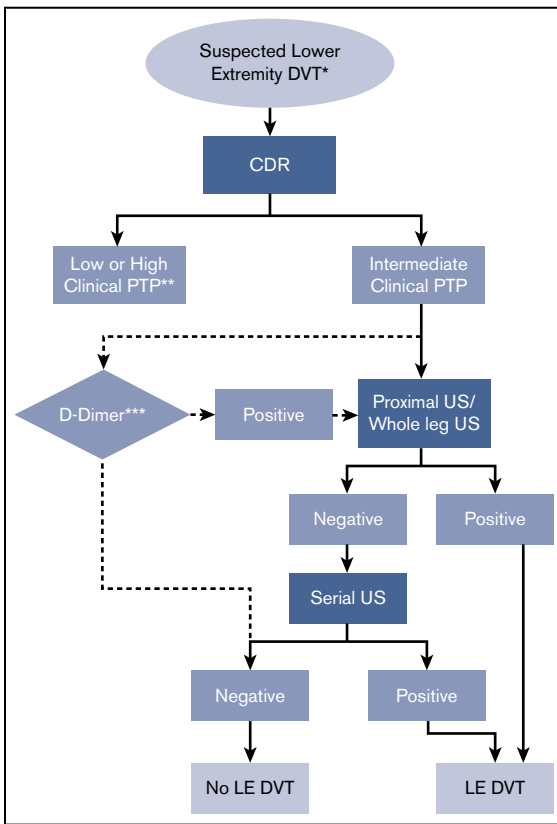 Suspected Lower
Extremity DVT*
CDR
Low or High
Clinical PTP**
Intermediate
Clinical PTP
D-Dimer***
Positive
Proximal US/
Whole leg US
Negative
Positive
Serial US
Negative
Positive
No LE DVT
LE DVT